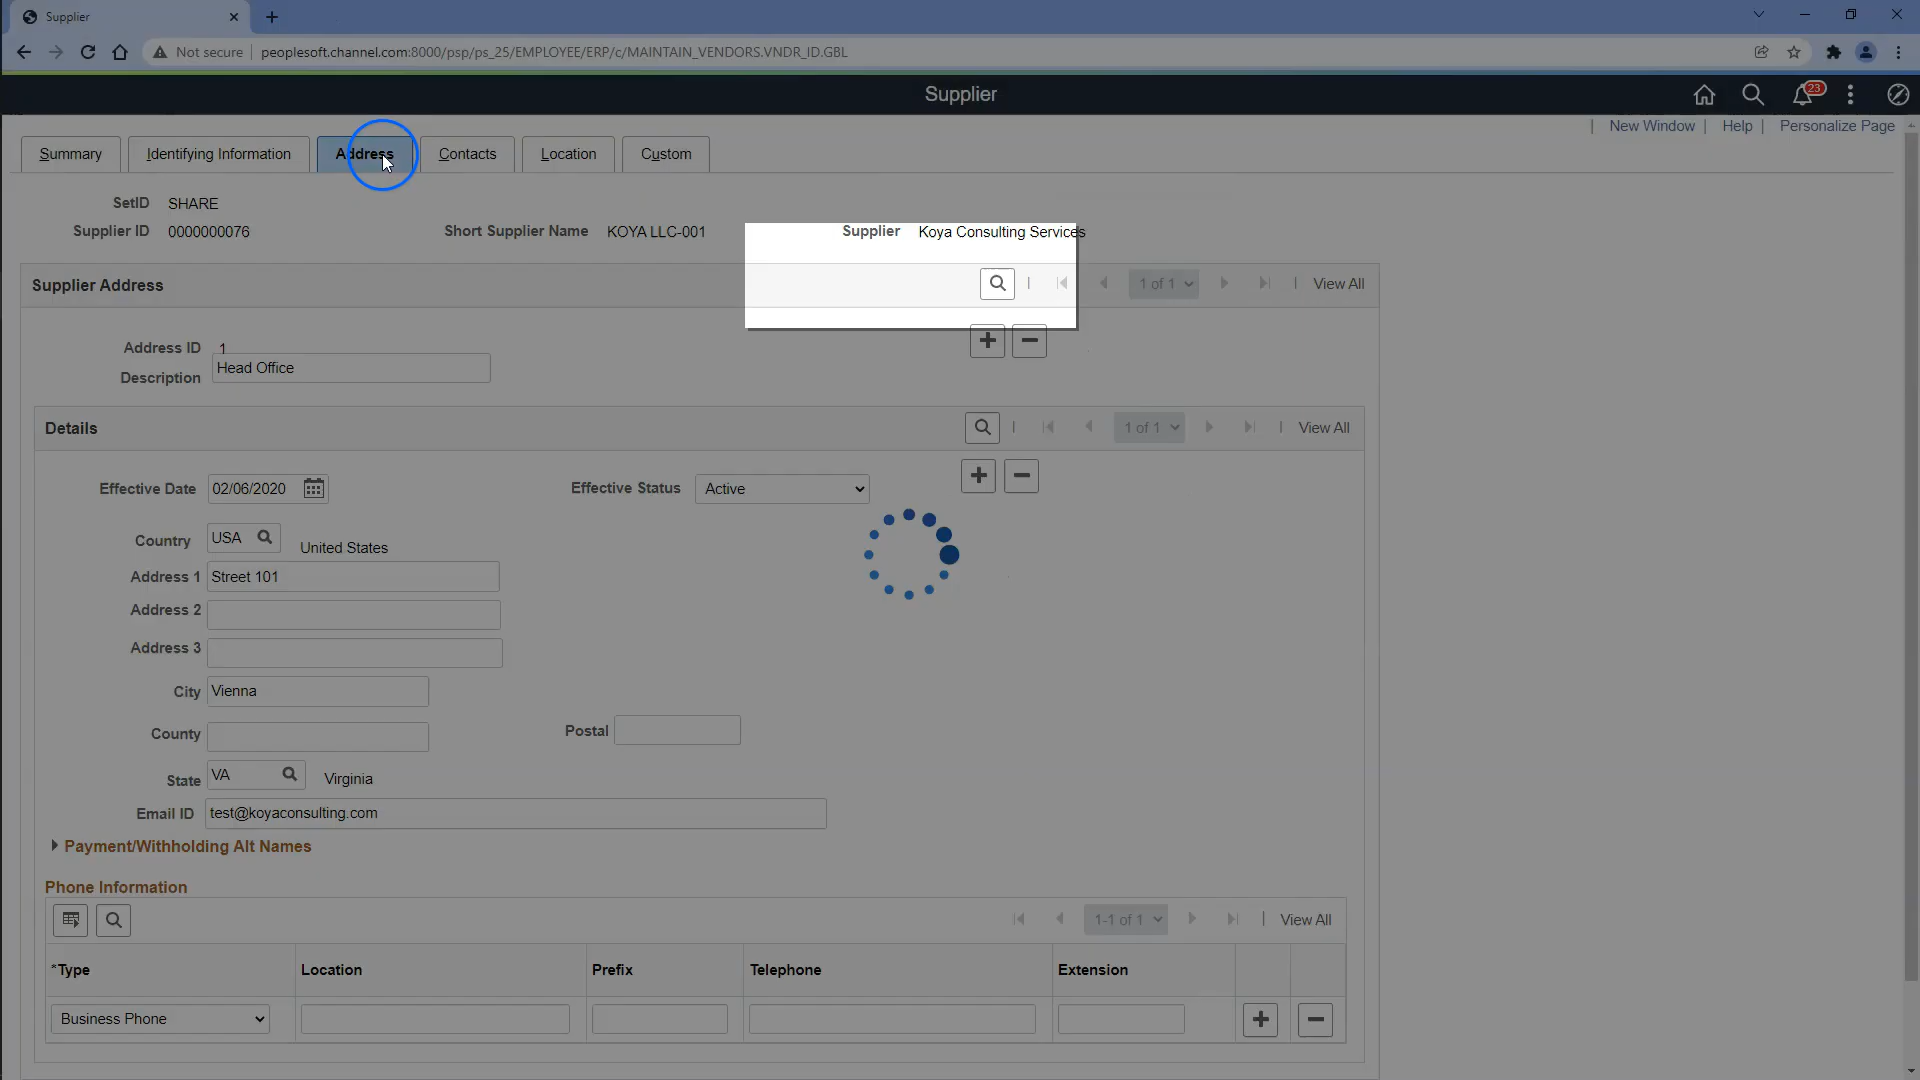 Supplier
Not secure peoplesoft.channel.com:8000/psp/ps_25/EMPLOYEE/ERP/c/MAINTAIN_VENDORS.VNDR_ID.GBL
Supplier
23
| New Window | Help | Personalize Page
Summary Identifying Information Address Contacts Location Custom
SetID SHARE
Supplier ID 0000000076 Short Supplier Name KOYA LLC-001 Supplier Koya Consulting Services
Supplier Address | 1 of 1 | View All
Address ID 1
Description Head Office
Details | 1 of 1 | View All
Effective Date 02/06/2020 Effective Status Active
Country USA United States
Address 1 Street 101
Address 2
Address 3
City Vienna
County Postal
State VA Virginia
Email ID test@koyaconsulting.com
Payment/Withholding Alt Names
Phone Information
1-1 of 1 | View All
*Type Location Prefix Telephone Extension
Business Phone